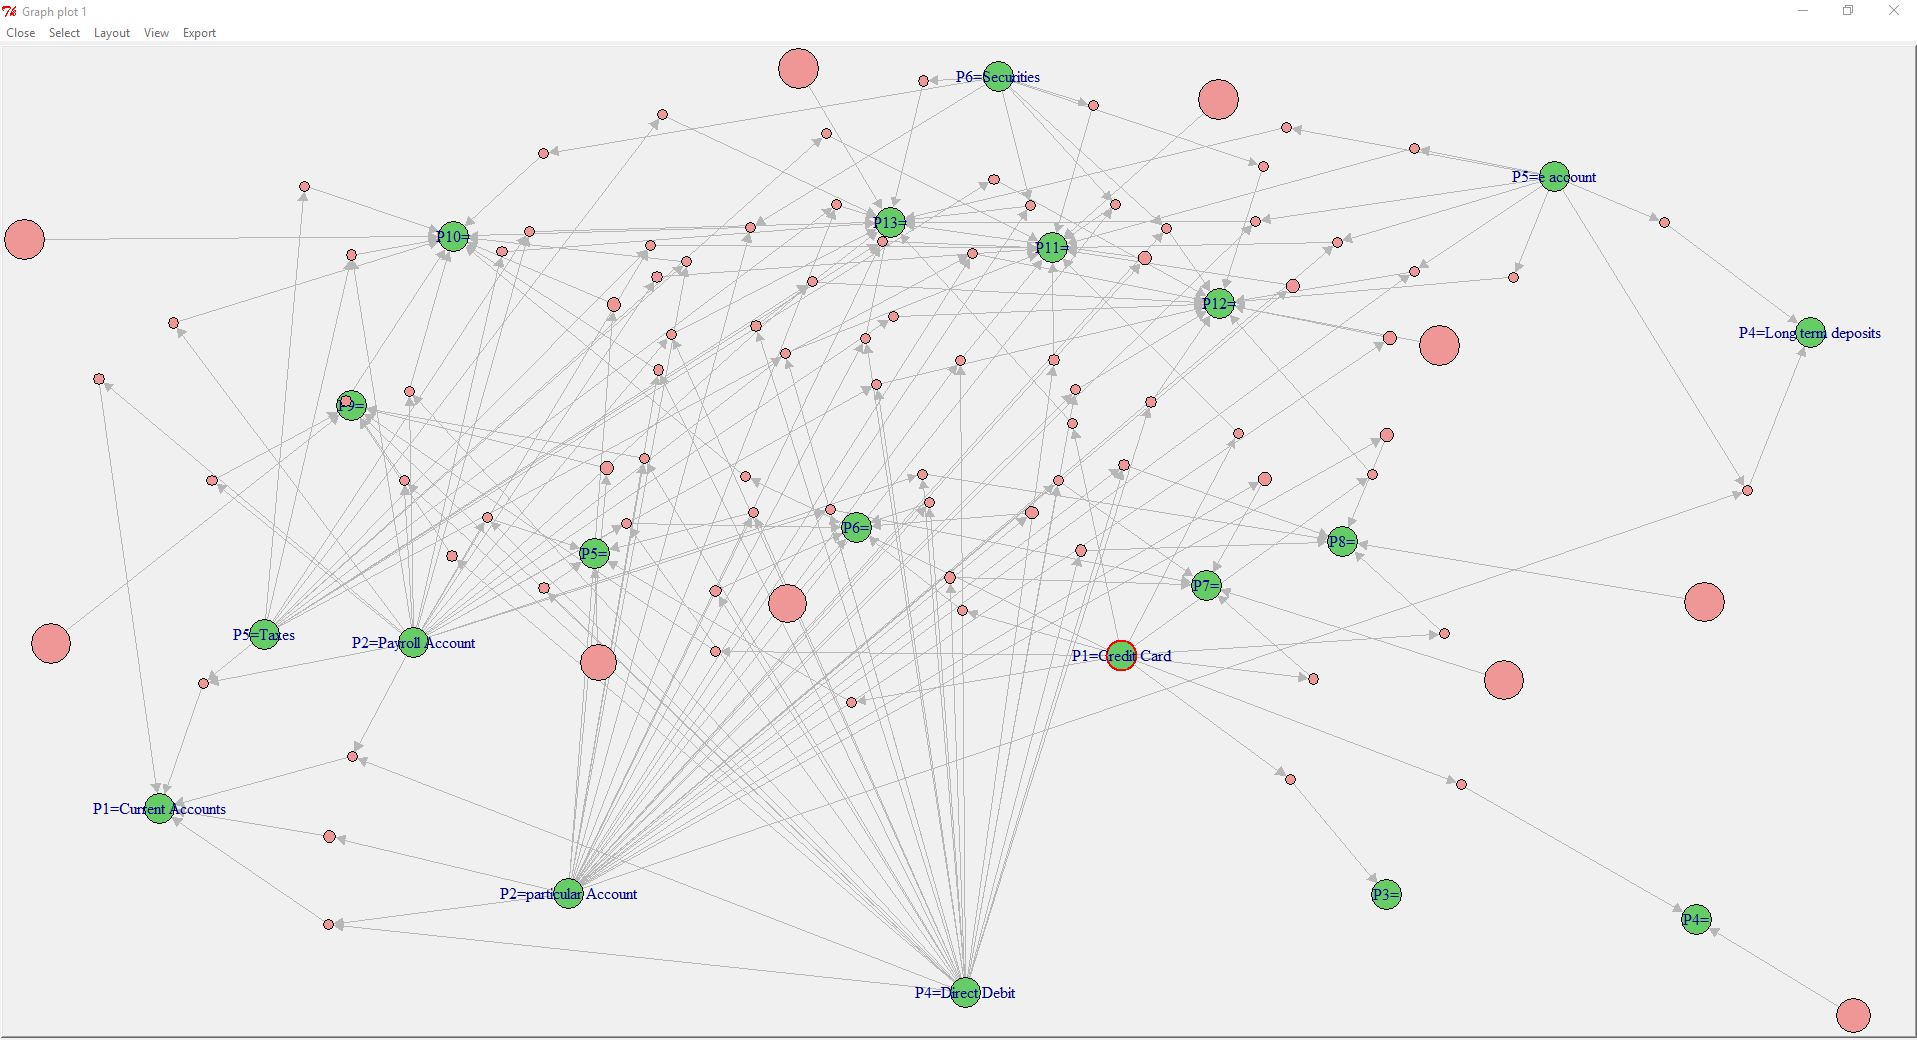 Graph plot 1
Close Select Layout View Export
P6=Securities
P5=e account
P13=
P10=
P11=
P12=
P4=Long term deposits
P9=
P6=
P8=
P5=
P7=
P5=Taxes
P2=Payroll Account
P1=Credit Card
P1=Current Accounts
P2=particular Account
P3=
P4=
P4=Direct Debit